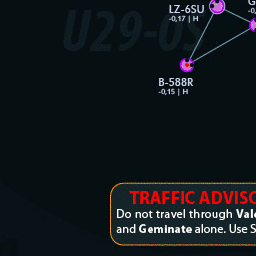 U29-0S
LZ-6SU
-0,17 | H
B-588R
-0,15 | H
TRAFFIC ADVISO
Do not travel through Val
and Geminate alone. Use S